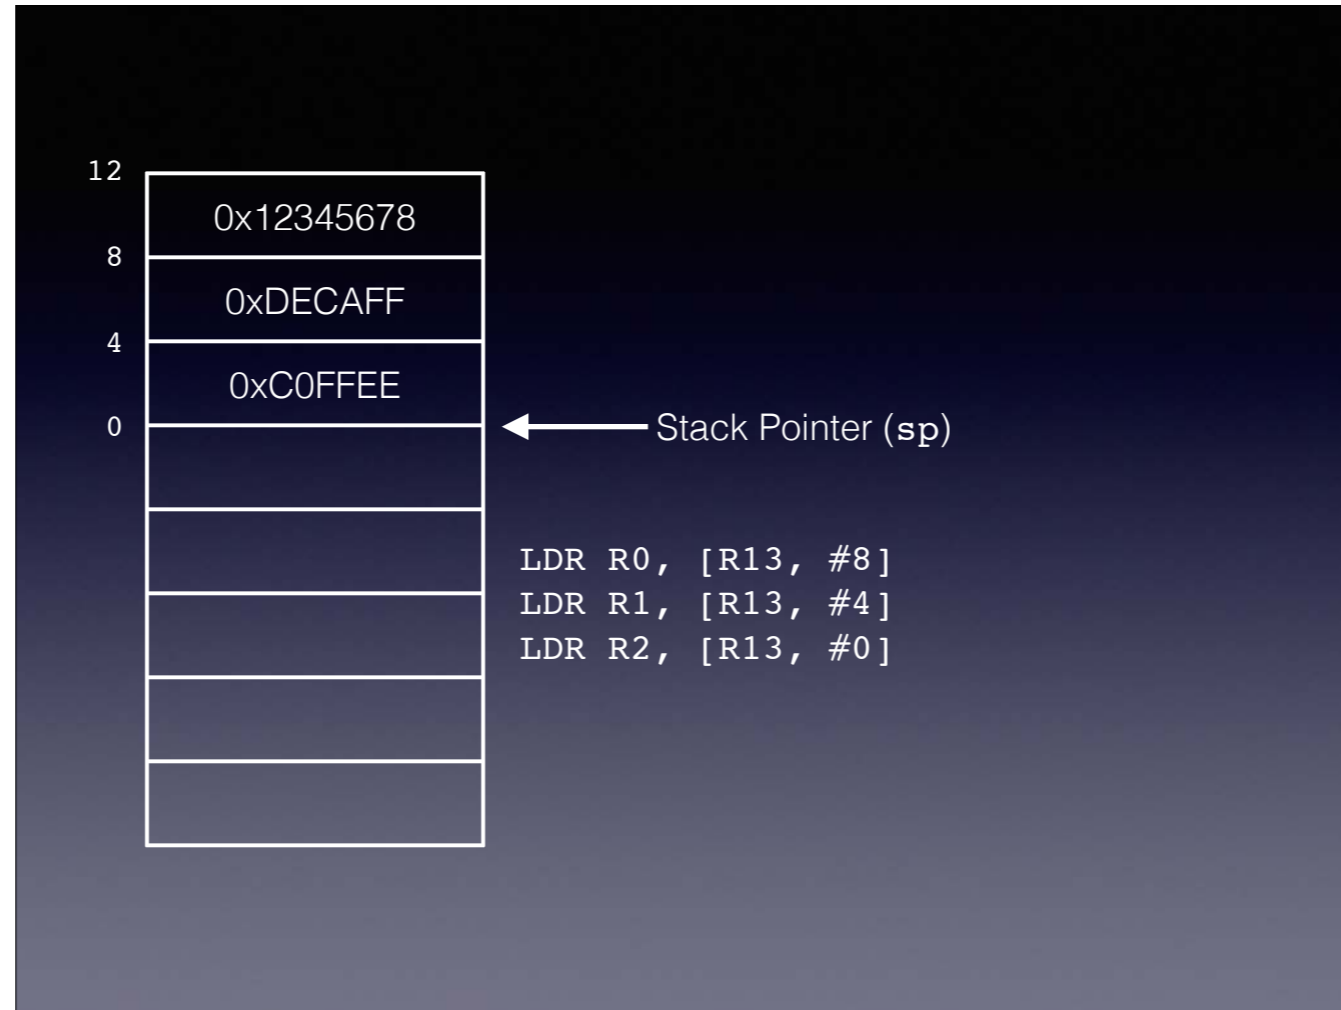 12
0x12345678
8
0xDECAFF
4
0xC0FFEE
0
Stack Pointer (sp)
LDR R0, [R13, #8]
LDR R1, [R13, #4]
LDR R2, [R13, #0]